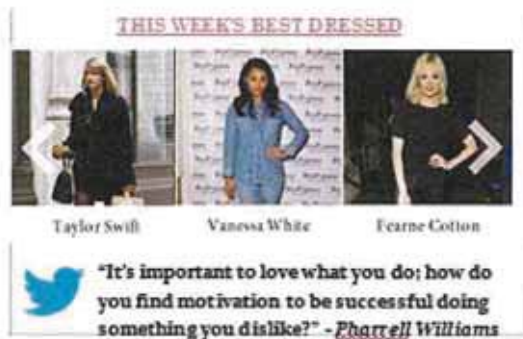 THIS WEEK'S BEST DRESSED
Taylor Swift Vanessa White Fearne Cotton
"It's important to love what you do; how do
you find motivation to be successful doing
something you dislike?" - Pharrell Williams